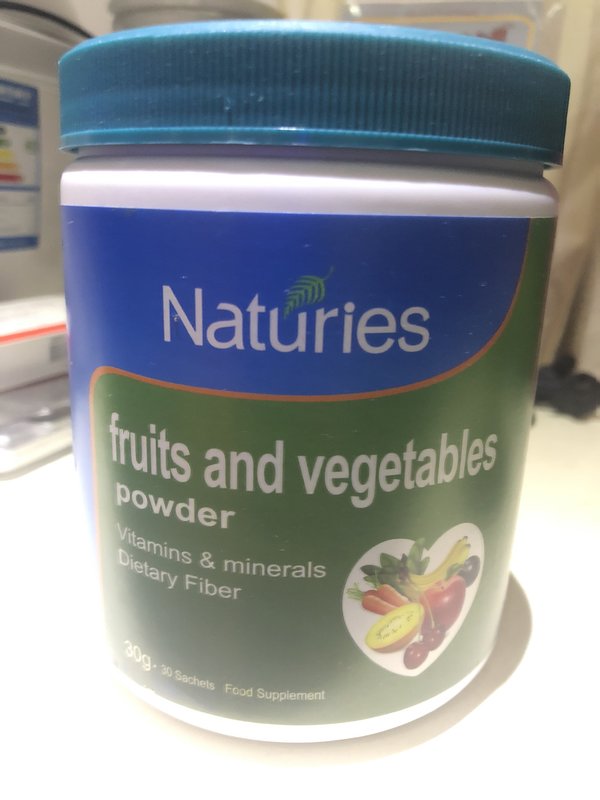 Naturies
fruits and vegetables
powder
Vitamins & minerals
Dietary Fiber
30g · 30 Sachets Food Supplement